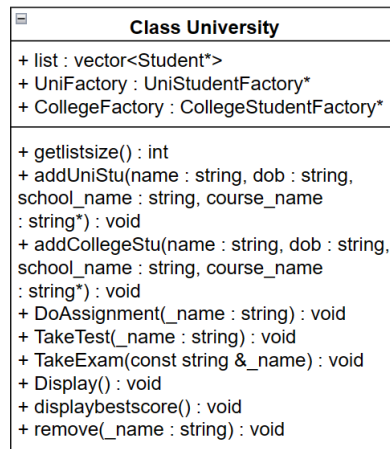 Class University
+ list : vector<Student*>
+ UniFactory : UniStudentFactory*
+ CollegeFactory : CollegeStudentFactory*
+ getlistsize() : int
+ addUniStu(name : string, dob : string,
school_name : string, course_name
: string*) : void
+ addCollegeStu(name : string, dob : string,
school_name : string, course_name
: string*) : void
+ DoAssignment(_name : string) : void
+ TakeTest(_name : string) : void
+ TakeExam(const string &_name) : void
+ Display() : void
+ displaybestscore() : void
+ remove(_name : string) : void